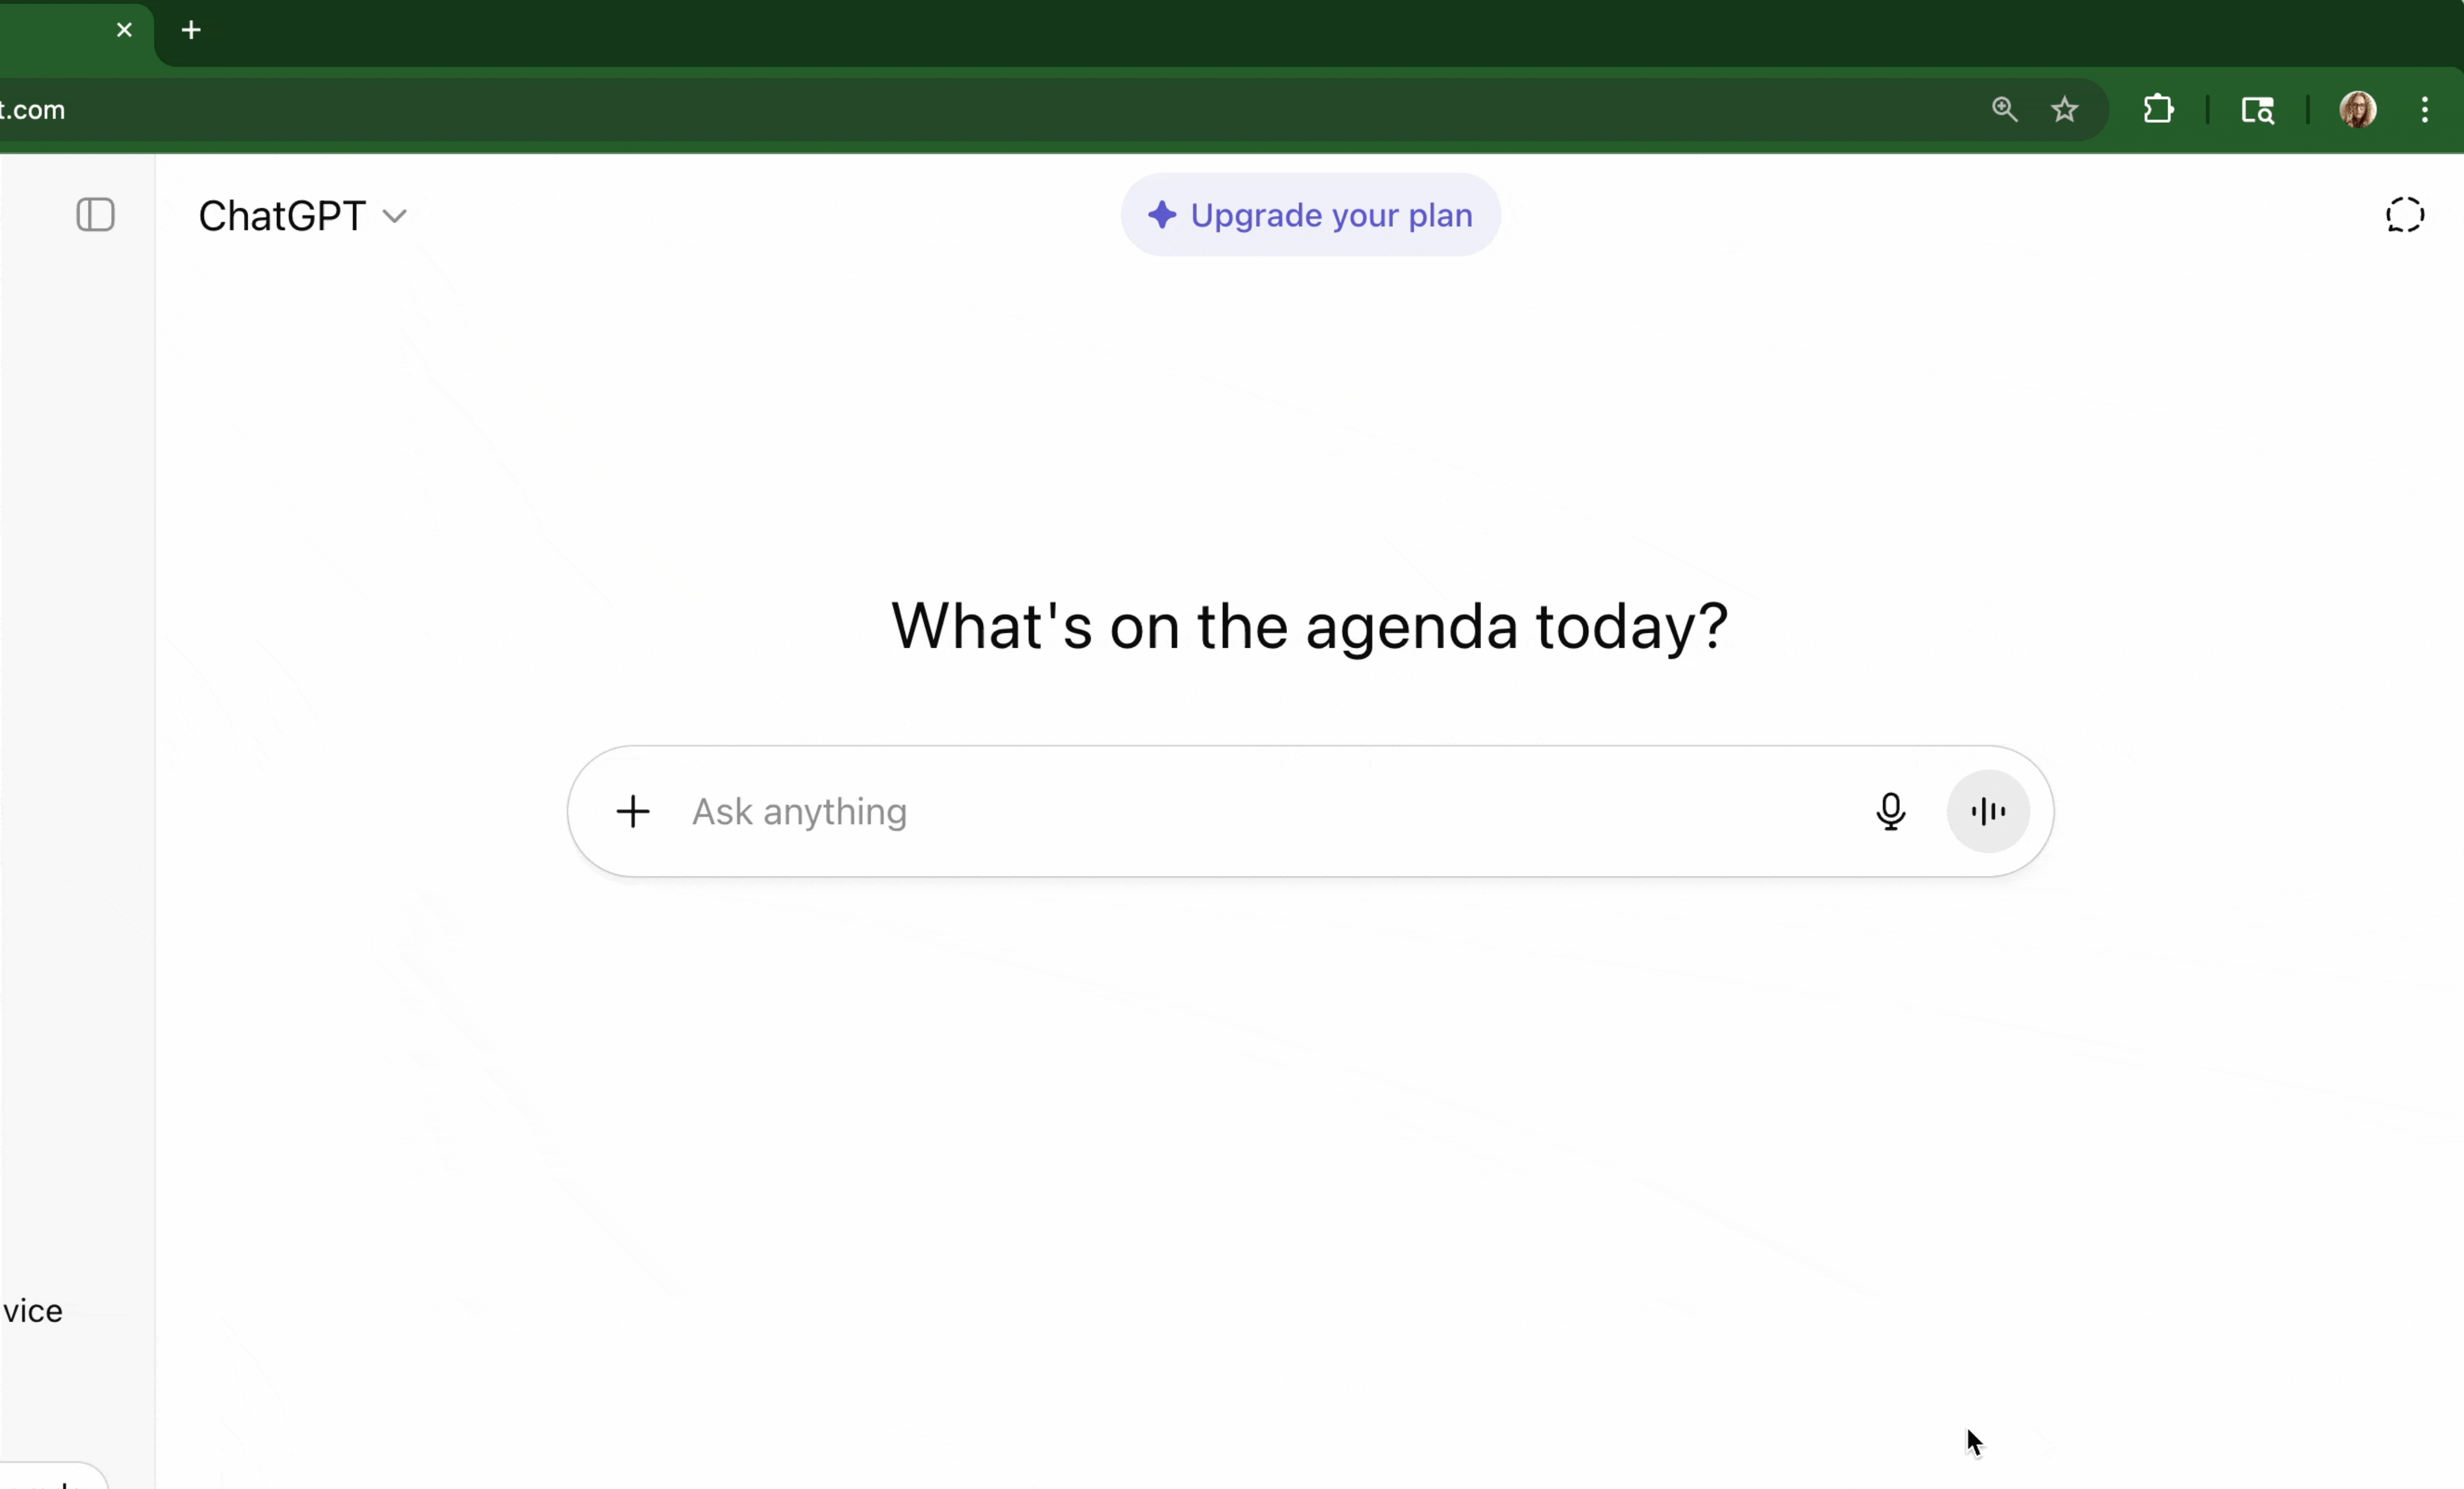 t.com
ChatGPT
Upgrade your plan
What's on the agenda today?
Ask anything
vice